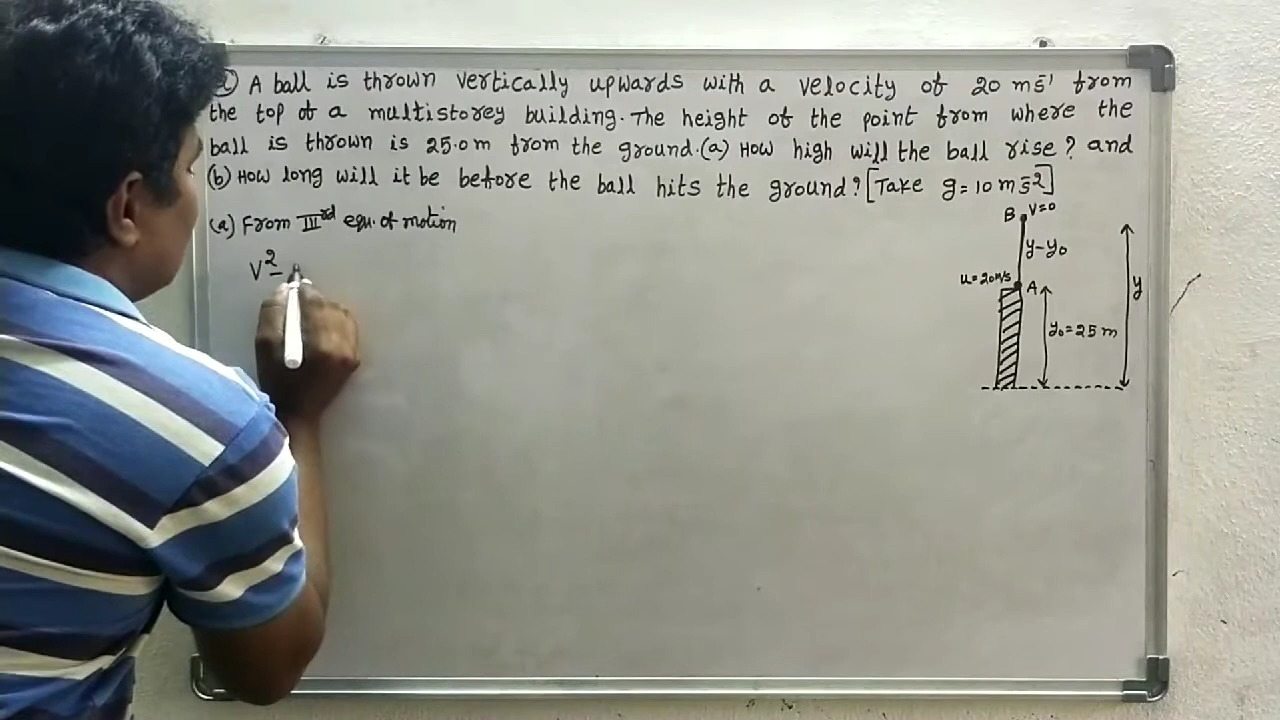 A ball is thrown vertically upwards with a velocity of 20 ms⁻¹ from
the top of a multistorey building. The height of the point from where the
ball is thrown is 25.0 m from the ground. (a) How high will the ball rise? and
(b) How long will it be before the ball hits the ground? [Take g = 10 ms⁻²]
(a) From IIIrd eqn. of motion
V² -
B V=0
y-y₀
u = 20 m/s A
y
y₀ = 25 m